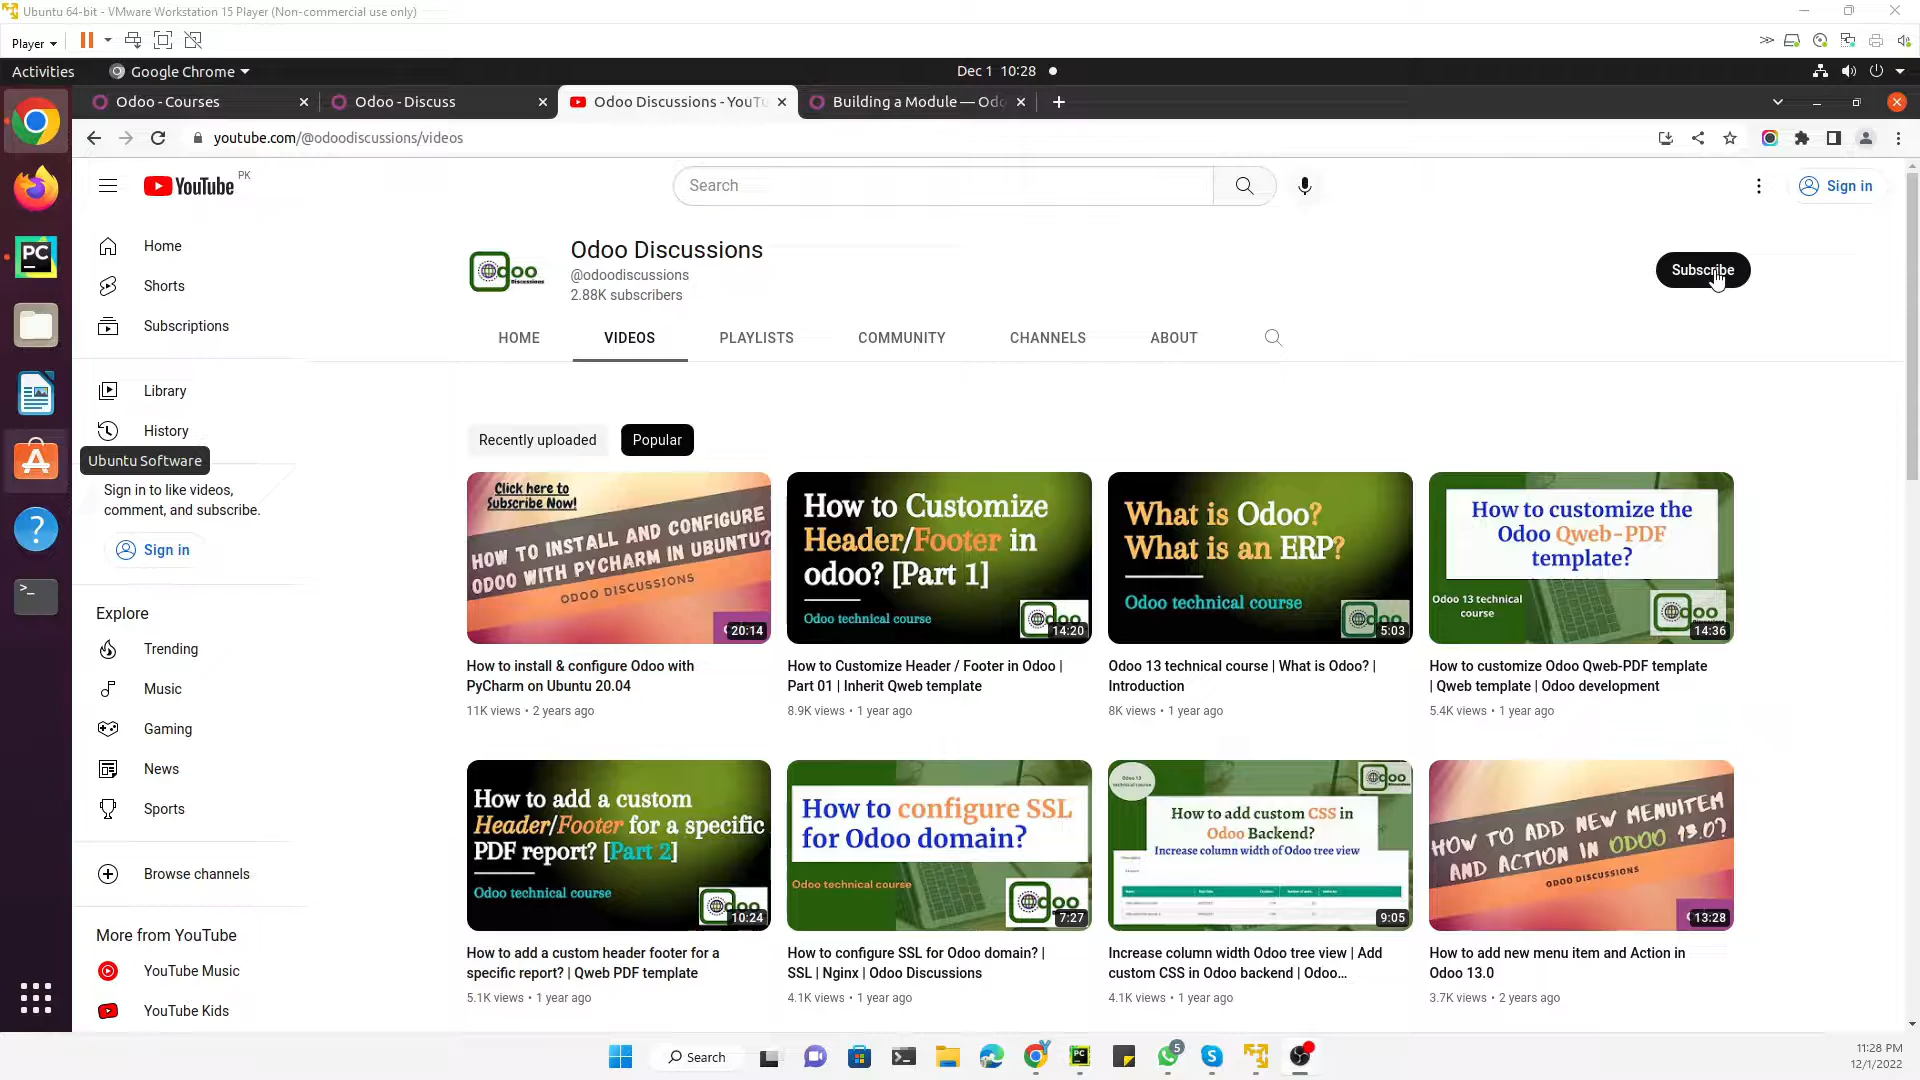 Ubuntu 64-bit - VMware Workstation 15 Player (Non-commercial use only)
Player
Activities
Google Chrome
Dec 1 10:28
Odoo - Courses
Odoo - Discuss
Odoo Discussions - YouTu
Building a Module — Odo
youtube.com/@odoodiscussions/videos
YouTube PK
Search
Sign in
Home
Shorts
Subscriptions
Library
History
Ubuntu Software
Sign in to like videos,
comment, and subscribe.
Sign in
Explore
Trending
Music
Gaming
News
Sports
Browse channels
More from YouTube
YouTube Music
YouTube Kids
Odoo Discussions
@odoodiscussions
2.88K subscribers
Subscribe
HOME
VIDEOS
PLAYLISTS
COMMUNITY
CHANNELS
ABOUT
Recently uploaded
Popular
Click here to
Subscribe Now!
HOW TO INSTALL AND CONFIGURE
ODOO WITH PYCHARM IN UBUNTU?
ODOO DISCUSSIONS
20:14
How to install & configure Odoo with
PyCharm on Ubuntu 20.04
11K views • 2 years ago
How to Customize
Header/Footer in
odoo? [Part 1]
Odoo technical course
14:20
How to Customize Header / Footer in Odoo |
Part 01 | Inherit Qweb template
8.9K views • 1 year ago
What is Odoo?
What is an ERP?
Odoo technical course
5:03
Odoo 13 technical course | What is Odoo? |
Introduction
8K views • 1 year ago
How to customize the
Odoo Qweb-PDF
template?
Odoo 13 technical
course
14:36
How to customize Odoo Qweb-PDF template
| Qweb template | Odoo development
5.4K views • 1 year ago
How to add a custom
Header/Footer for a specific
PDF report? [Part 2]
Odoo technical course
10:24
How to add a custom header footer for a
specific report? | Qweb PDF template
5.1K views • 1 year ago
How to configure SSL
for Odoo domain?
Odoo technical course
7:27
How to configure SSL for Odoo domain? |
SSL | Nginx | Odoo Discussions
4.1K views • 1 year ago
Odoo 13
technical course
How to add custom CSS in
Odoo Backend?
Increase column width of Odoo tree view
9:05
Increase column width Odoo tree view | Add
custom CSS in Odoo backend | Odoo...
4.1K views • 1 year ago
HOW TO ADD NEW MENUITEM
AND ACTION IN ODOO 13.0?
ODOO DISCUSSIONS
13:28
How to add new menu item and Action in
Odoo 13.0
3.7K views • 2 years ago
Search
5
11:28 PM
12/1/2022